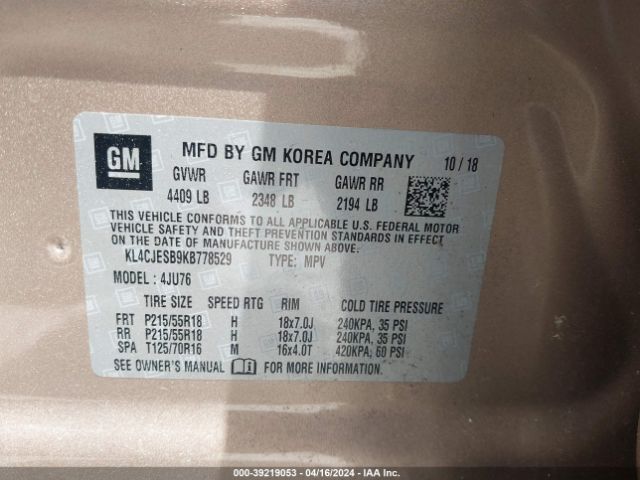 GM
MFD BY GM KOREA COMPANY 10/18
GVWR GAWR FRT GAWR RR
4409 LB 2348 LB 2194 LB
THIS VEHICLE CONFORMS TO ALL APPLICABLE U.S. FEDERAL MOTOR
VEHICLE SAFETY AND THEFT PREVENTION STANDARDS IN EFFECT
ON THE DATE OF MANUFACTURE SHOWN ABOVE.
KL4CJESB9KB778529 TYPE: MPV
MODEL: 4JU76
TIRE SIZE SPEED RTG RIM COLD TIRE PRESSURE
FRT P215/55R18 H 18x7.0J 240KPA, 35 PSI
RR P215/55R18 H 18x7.0J 240KPA, 35 PSI
SPA T125/70R16 M 16x4.0T 420KPA, 60 PSI
SEE OWNER'S MANUAL FOR MORE INFORMATION.
000-39219053 - 04/16/2024 - IAA Inc.